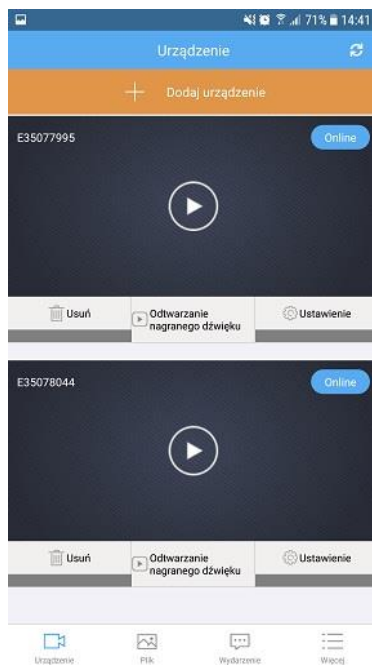 71% 14:41
Urządzenie
Dodaj urządzenie
E35077995
Online
Usuń
Odtwarzanie
nagranego dźwięku
Ustawienie
E35078044
Online
Usuń
Odtwarzanie
nagranego dźwięku
Ustawienie
Urządzenie Plik Wydarzenie Więcej